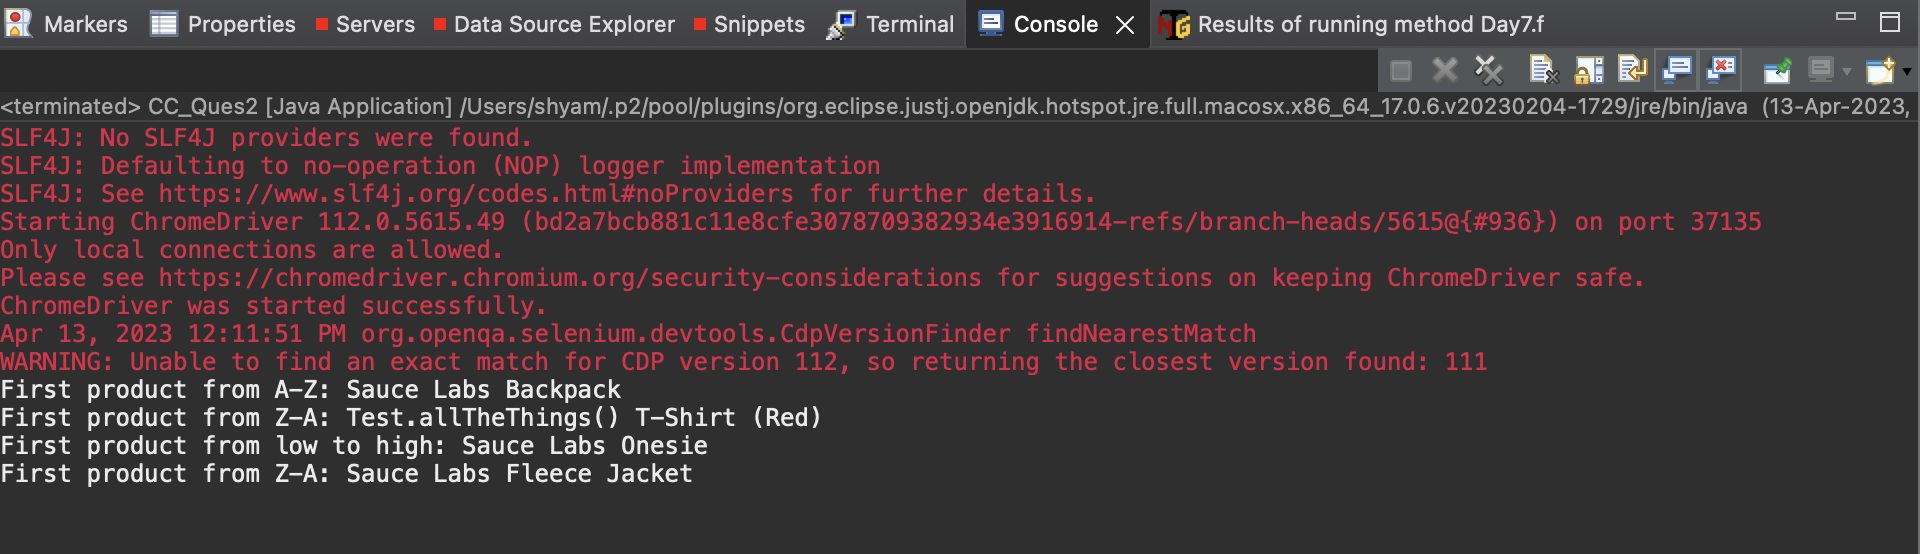 Markers Properties Servers Data Source Explorer Snippets Terminal Console Results of running method Day7.f
<terminated> CC_Ques2 [Java Application] /Users/shyam/.p2/pool/plugins/org.eclipse.justj.openjdk.hotspot.jre.full.macosx.x86_64_17.0.6.v20230204-1729/jre/bin/java (13-Apr-2023,
SLF4J: No SLF4J providers were found.
SLF4J: Defaulting to no-operation (NOP) logger implementation
SLF4J: See https://www.slf4j.org/codes.html#noProviders for further details.
Starting ChromeDriver 112.0.5615.49 (bd2a7bcb881c11e8cfe3078709382934e3916914-refs/branch-heads/5615@{#936}) on port 37135
Only local connections are allowed.
Please see https://chromedriver.chromium.org/security-considerations for suggestions on keeping ChromeDriver safe.
ChromeDriver was started successfully.
Apr 13, 2023 12:11:51 PM org.openqa.selenium.devtools.CdpVersionFinder findNearestMatch
WARNING: Unable to find an exact match for CDP version 112, so returning the closest version found: 111
First product from A-Z: Sauce Labs Backpack
First product from Z-A: Test.allTheThings() T-Shirt (Red)
First product from low to high: Sauce Labs Onesie
First product from Z-A: Sauce Labs Fleece Jacket